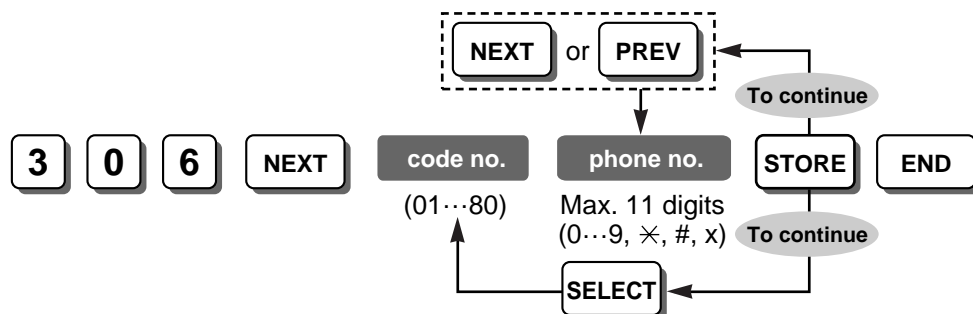 NEXT or PREV
To continue
3 0 6 NEXT code no. phone no. STORE END
(01···80) Max. 11 digits
(0···9, ✳, #, x) To continue
SELECT